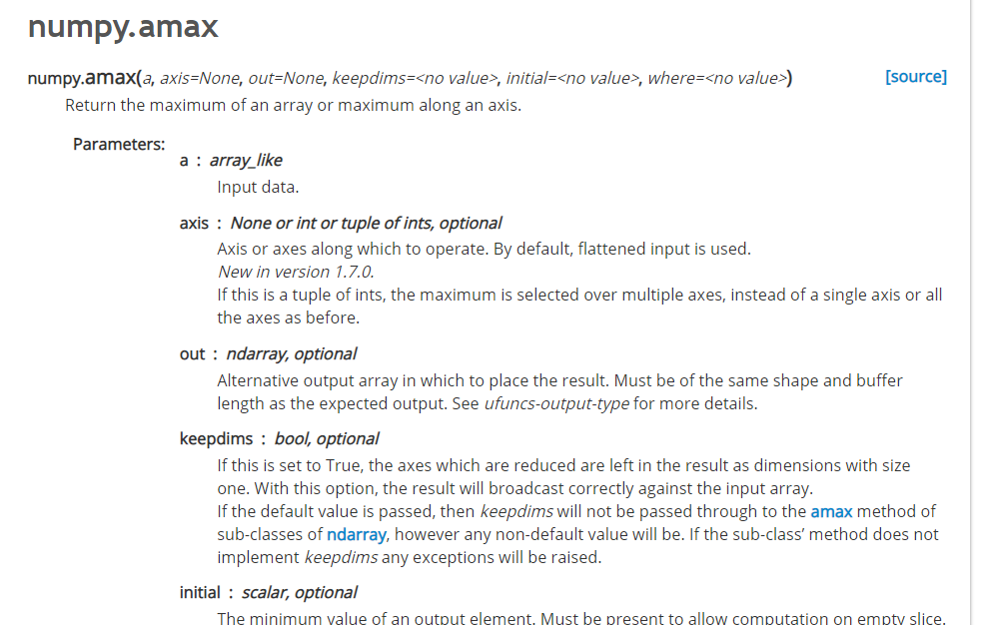 numpy.amax
numpy.amax(a, axis=None, out=None, keepdims=<no value>, initial=<no value>, where=<no value>) [source]
Return the maximum of an array or maximum along an axis.
Parameters:
a : array_like
Input data.
axis : None or int or tuple of ints, optional
Axis or axes along which to operate. By default, flattened input is used.
New in version 1.7.0.
If this is a tuple of ints, the maximum is selected over multiple axes, instead of a single axis or all
the axes as before.
out : ndarray, optional
Alternative output array in which to place the result. Must be of the same shape and buffer
length as the expected output. See ufuncs-output-type for more details.
keepdims : bool, optional
If this is set to True, the axes which are reduced are left in the result as dimensions with size
one. With this option, the result will broadcast correctly against the input array.
If the default value is passed, then keepdims will not be passed through to the amax method of
sub-classes of ndarray, however any non-default value will be. If the sub-class’ method does not
implement keepdims any exceptions will be raised.
initial : scalar, optional
The minimum value of an output element. Must be present to allow computation on empty slice.